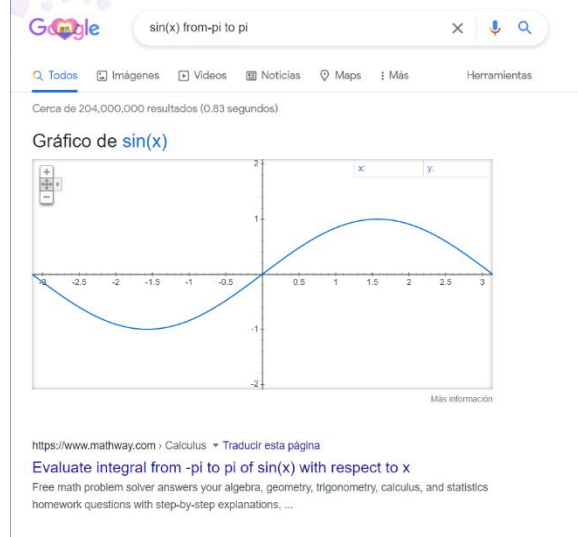 Google
sin(x) from-pi to pi
Todos Imágenes Videos Noticias Maps Más Herramientas
Cerca de 204,000,000 resultados (0.83 segundos)
Gráfico de sin(x)
x: y:
2
1
-3 -2.5 -2 -1.5 -1 -0.5 0.5 1 1.5 2 2.5 3
-1
-2
Más información
https://www.mathway.com › Calculus Traducir esta página
Evaluate integral from -pi to pi of sin(x) with respect to x
Free math problem solver answers your algebra, geometry, trigonometry, calculus, and statistics
homework questions with step-by-step explanations, ...